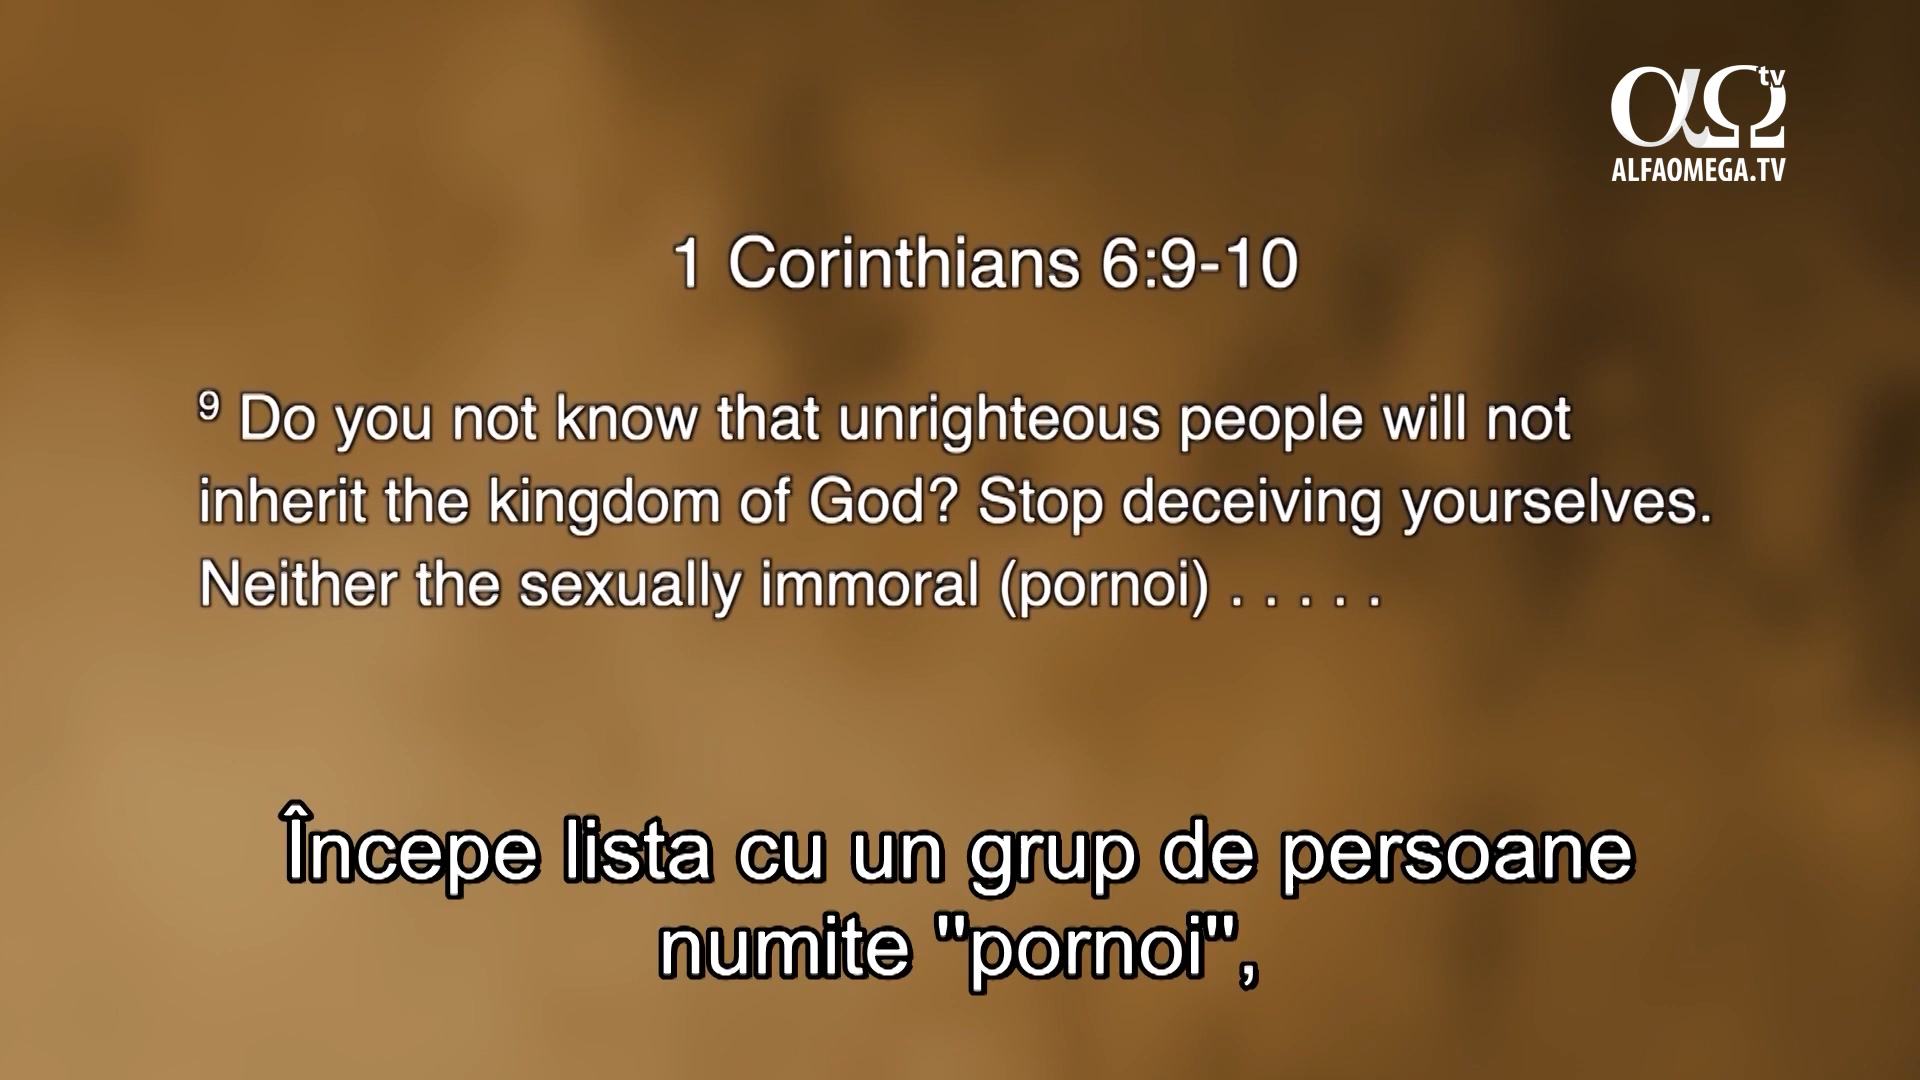 αΩ tv
ALFAOMEGA.TV
1 Corinthians 6:9-10
9 Do you not know that unrighteous people will not
inherit the kingdom of God? Stop deceiving yourselves.
Neither the sexually immoral (pornoi) . . . . .
Începe lista cu un grup de persoane
numite "pornoi",